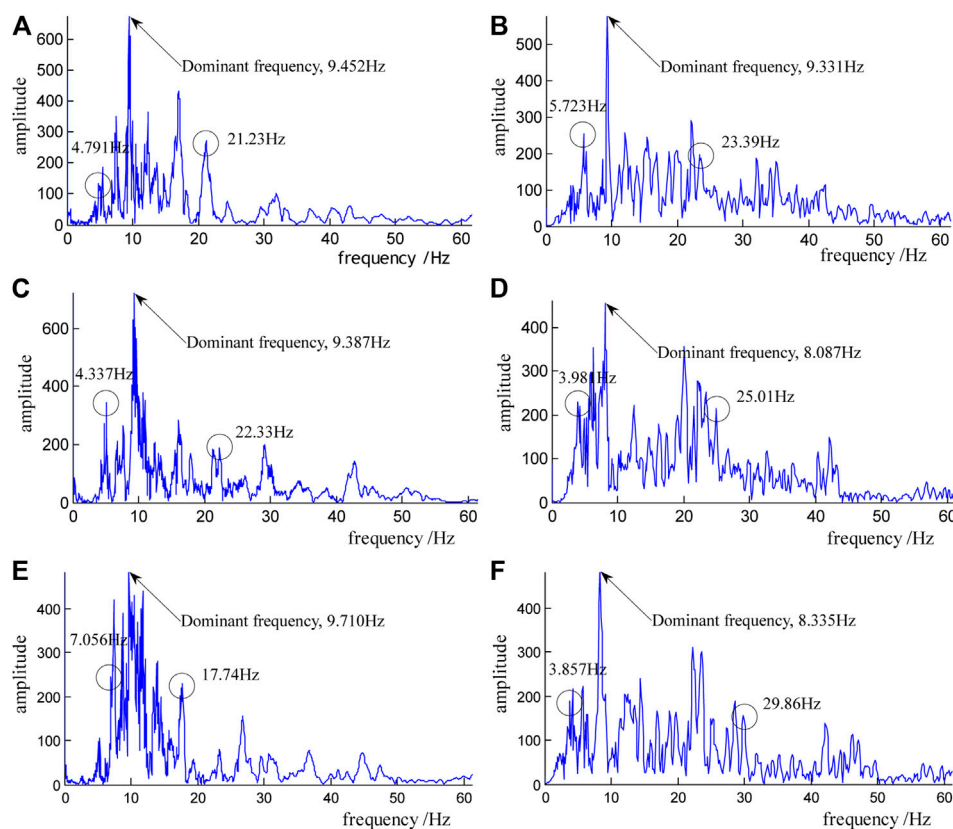 A
600
500
400
300
200
100
0
amplitude
Dominant frequency, 9.452Hz
4.791Hz
21.23Hz
0 10 20 30 40 50 60
frequency /Hz
B
500
400
300
200
100
0
amplitude
Dominant frequency, 9.331Hz
5.723Hz
23.39Hz
0 10 20 30 40 50 60
frequency /Hz
C
600
400
200
0
amplitude
Dominant frequency, 9.387Hz
4.337Hz
22.33Hz
0 10 20 30 40 50 60
frequency /Hz
D
400
300
200
100
0
amplitude
Dominant frequency, 8.087Hz
3.981Hz
25.01Hz
0 10 20 30 40 50 60
frequency /Hz
E
400
300
200
100
0
amplitude
Dominant frequency, 9.710Hz
7.056Hz
17.74Hz
0 10 20 30 40 50 60
frequency /Hz
F
400
300
200
100
0
amplitude
Dominant frequency, 8.335Hz
3.857Hz
29.86Hz
0 10 20 30 40 50 60
frequency /Hz